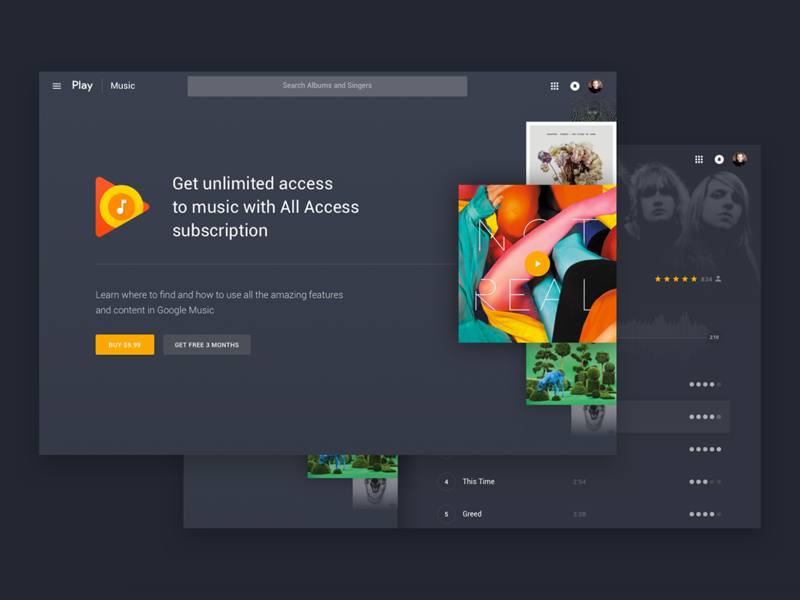 Play
Music
Search Albums and Singers
Get unlimited access
to music with All Access
subscription
Learn where to find and how to use all the amazing features
and content in Google Music
BUY $9.99
GET FREE 3 MONTHS
NOT
REAL
834
2:10
4 This Time 2:54
5 Greed 2:08